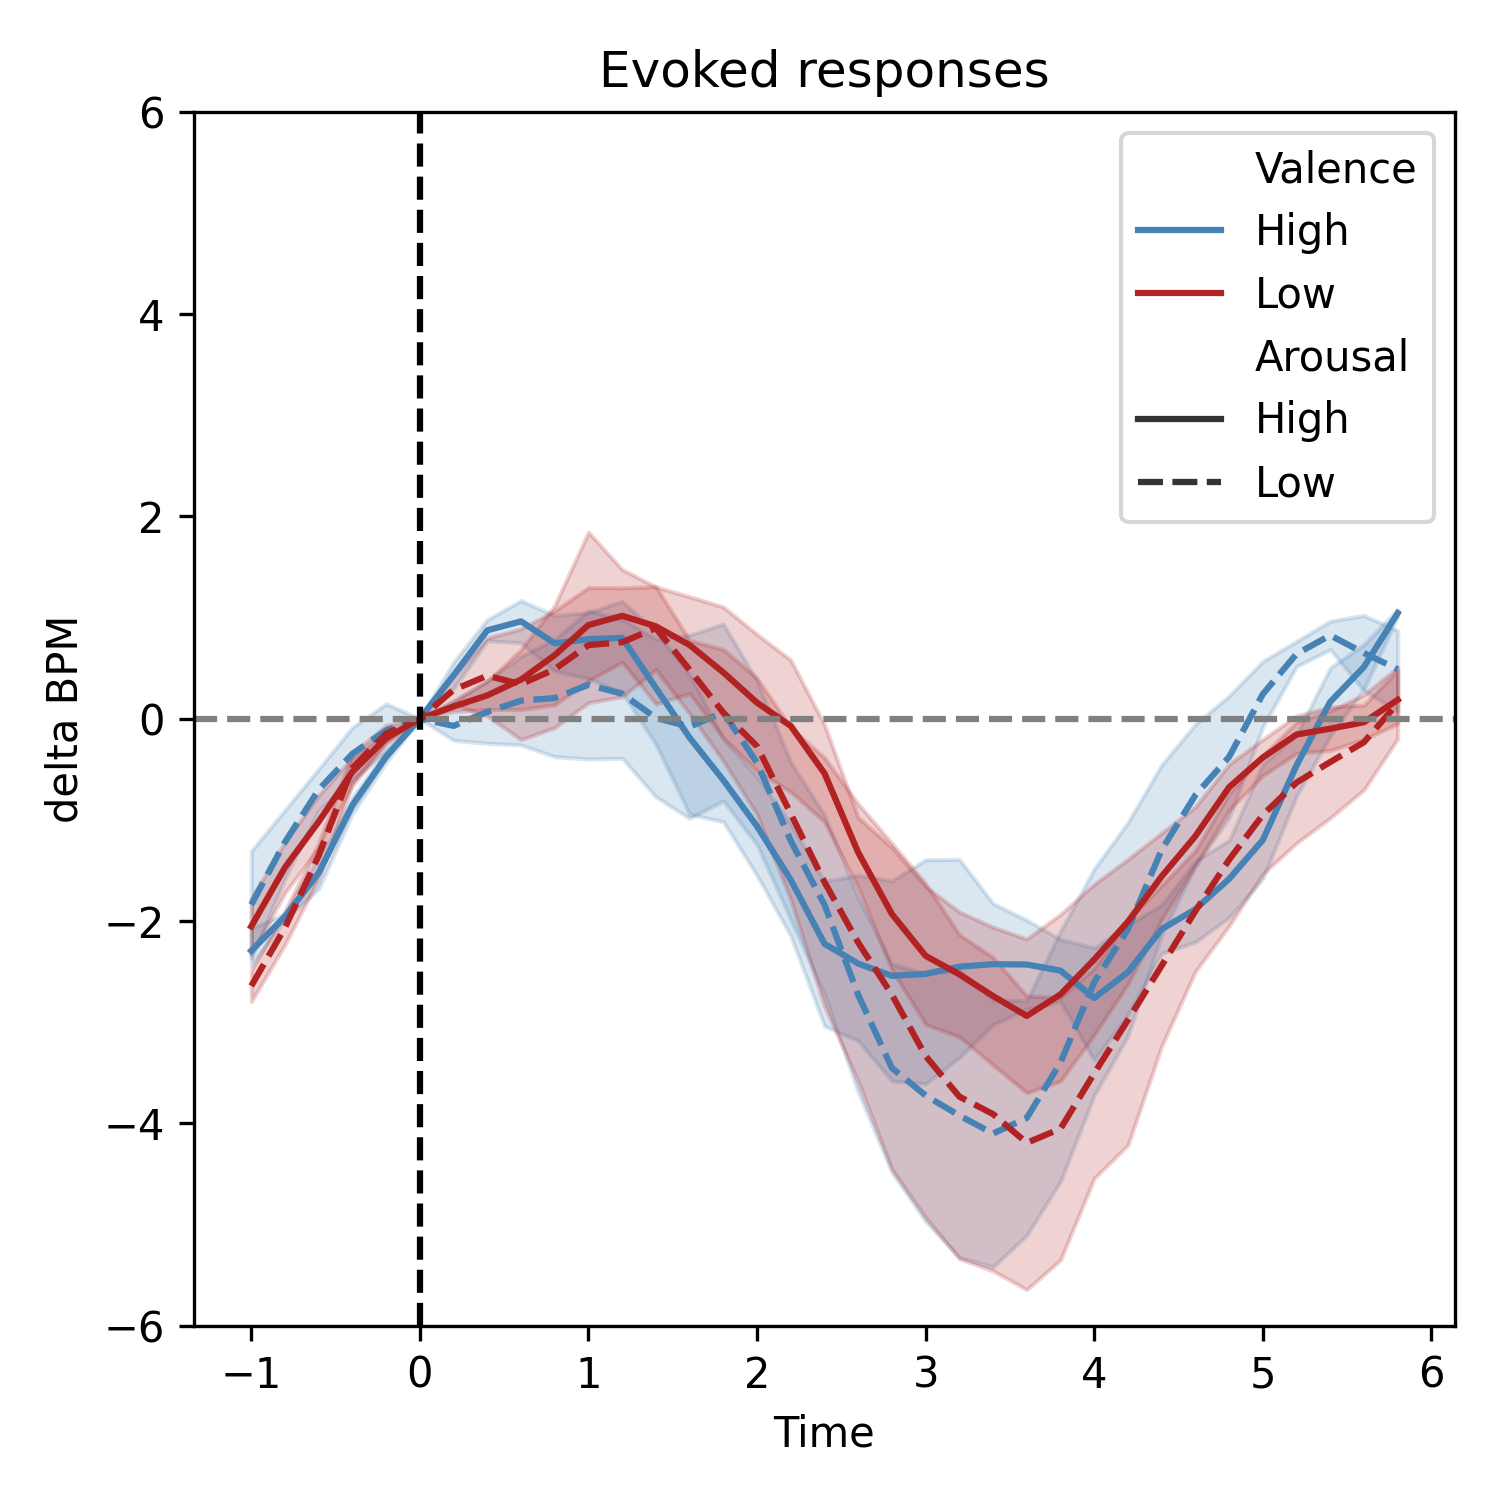 Evoked responses
6
4
2
0
−2
−4
−6
delta BPM
Valence
High
Low
Arousal
High
Low
−1 0 1 2 3 4 5 6
Time